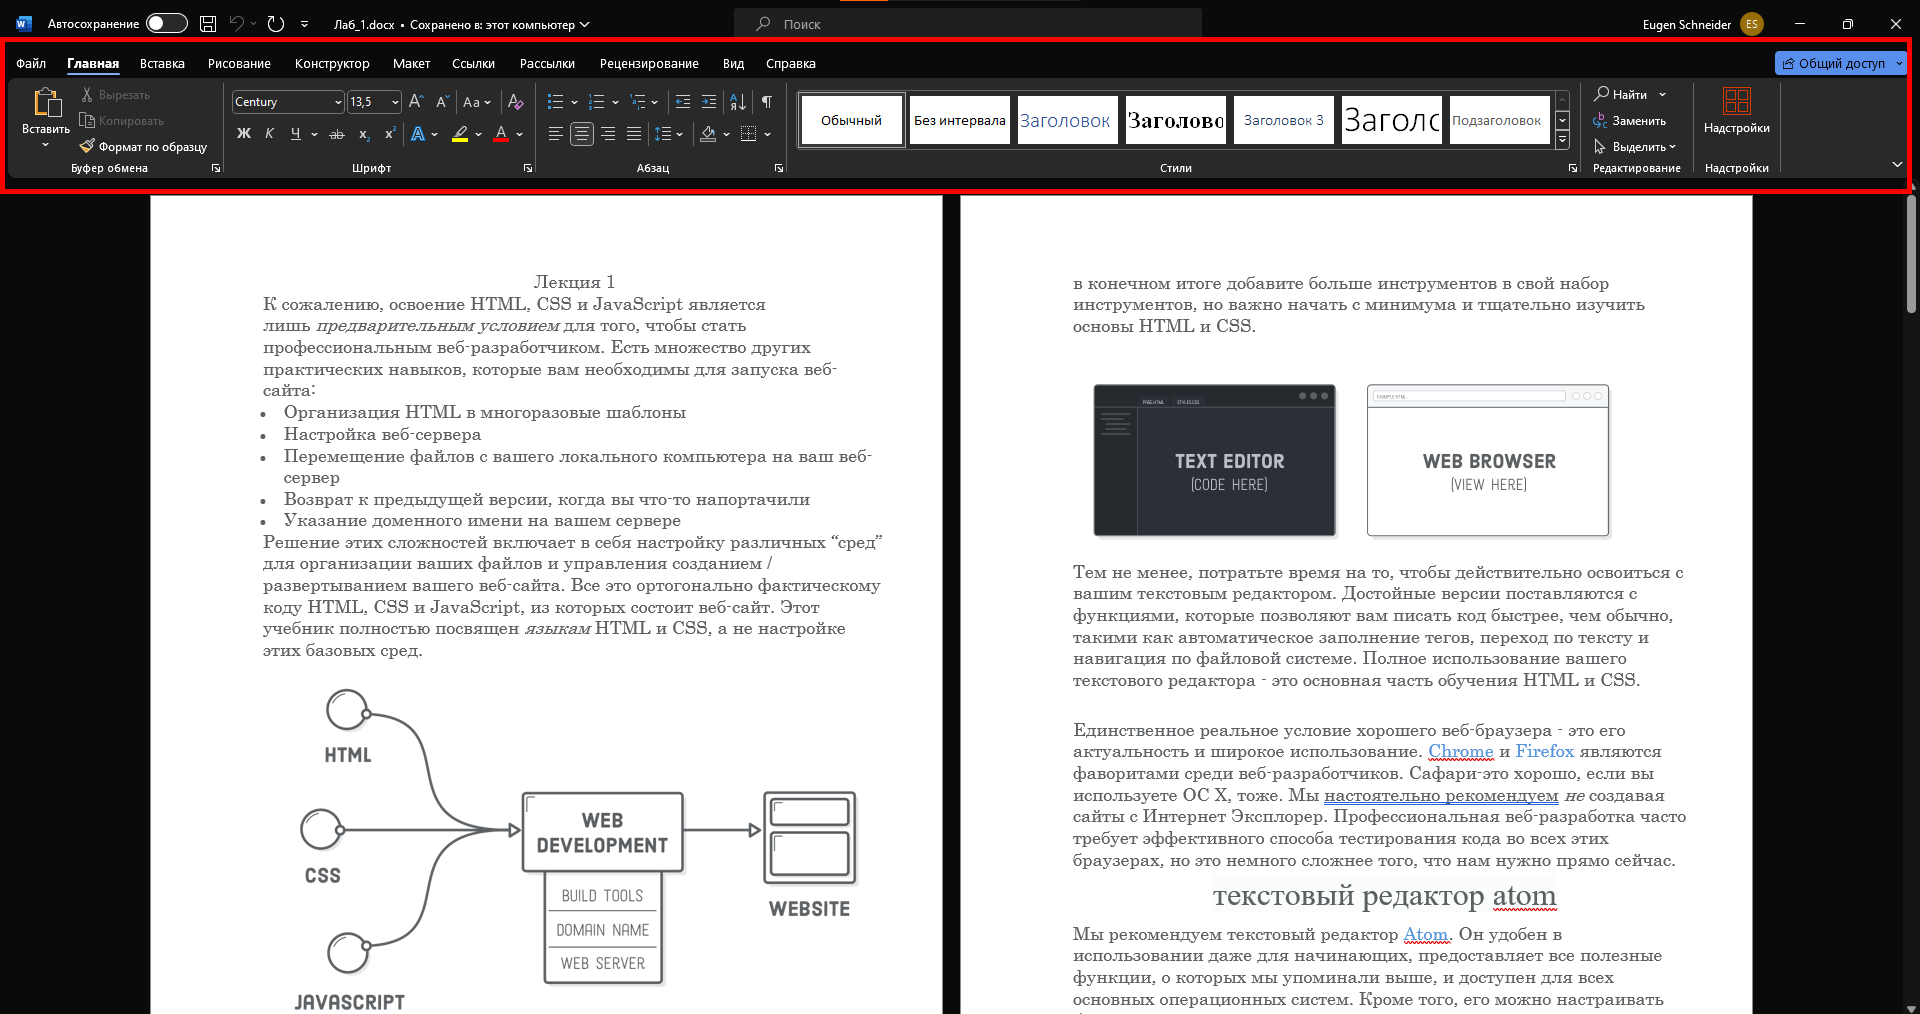 Автосохранение
Лаб_1.docx • Сохранено в: этот компьютер
Поиск
Eugen Schneider
ES
Файл
Главная
Вставка
Рисование
Конструктор
Макет
Ссылки
Рассылки
Рецензирование
Вид
Справка
Общий доступ
Вставить
Вырезать
Копировать
Формат по образцу
Буфер обмена
Century
13,5
Aa
Ж К Ч ab x₂ x²
Шрифт
Абзац
Обычный
Без интервала
Заголовок
Заголово
Заголовок 3
Заголс
Подзаголовок
Стили
Найти
Заменить
Выделить
Редактирование
Надстройки
Надстройки
Лекция 1
К сожалению, освоение HTML, CSS и JavaScript является
лишь предварительным условием для того, чтобы стать
профессиональным веб-разработчиком. Есть множество других
практических навыков, которые вам необходимы для запуска веб-
сайта:
• Организация HTML в многоразовые шаблоны
• Настройка веб-сервера
• Перемещение файлов с вашего локального компьютера на ваш веб-
сервер
• Возврат к предыдущей версии, когда вы что-то напортачили
• Указание доменного имени на вашем сервере
Решение этих сложностей включает в себя настройку различных “сред”
для организации ваших файлов и управления созданием /
развертыванием вашего веб-сайта. Все это ортогонально фактическому
коду HTML, CSS и JavaScript, из которых состоит веб-сайт. Этот
учебник полностью посвящен языкам HTML и CSS, а не настройке
этих базовых сред.
HTML
CSS
JAVASCRIPT
WEB
DEVELOPMENT
BUILD TOOLS
DOMAIN NAME
WEB SERVER
WEBSITE
в конечном итоге добавите больше инструментов в свой набор
инструментов, но важно начать с минимума и тщательно изучить
основы HTML и CSS.
TEXT EDITOR
(CODE HERE)
WEB BROWSER
(VIEW HERE)
Тем не менее, потратьте время на то, чтобы действительно освоиться с
вашим текстовым редактором. Достойные версии поставляются с
функциями, которые позволяют вам писать код быстрее, чем обычно,
такими как автоматическое заполнение тегов, переход по тексту и
навигация по файловой системе. Полное использование вашего
текстового редактора - это основная часть обучения HTML и CSS.
Единственное реальное условие хорошего веб-браузера - это его
актуальность и широкое использование. Chrome и Firefox являются
фаворитами среди веб-разработчиков. Сафари-это хорошо, если вы
используете ОС X, тоже. Мы настоятельно рекомендуем не создавая
сайты с Интернет Эксплорер. Профессиональная веб-разработка часто
требует эффективного способа тестирования кода во всех этих
браузерах, но это немного сложнее того, что нам нужно прямо сейчас.
текстовый редактор atom
Мы рекомендуем текстовый редактор Atom. Он удобен в
использовании даже для начинающих, предоставляет все полезные
функции, о которых мы упоминали выше, и доступен для всех
основных операционных систем. Кроме того, его можно настраивать